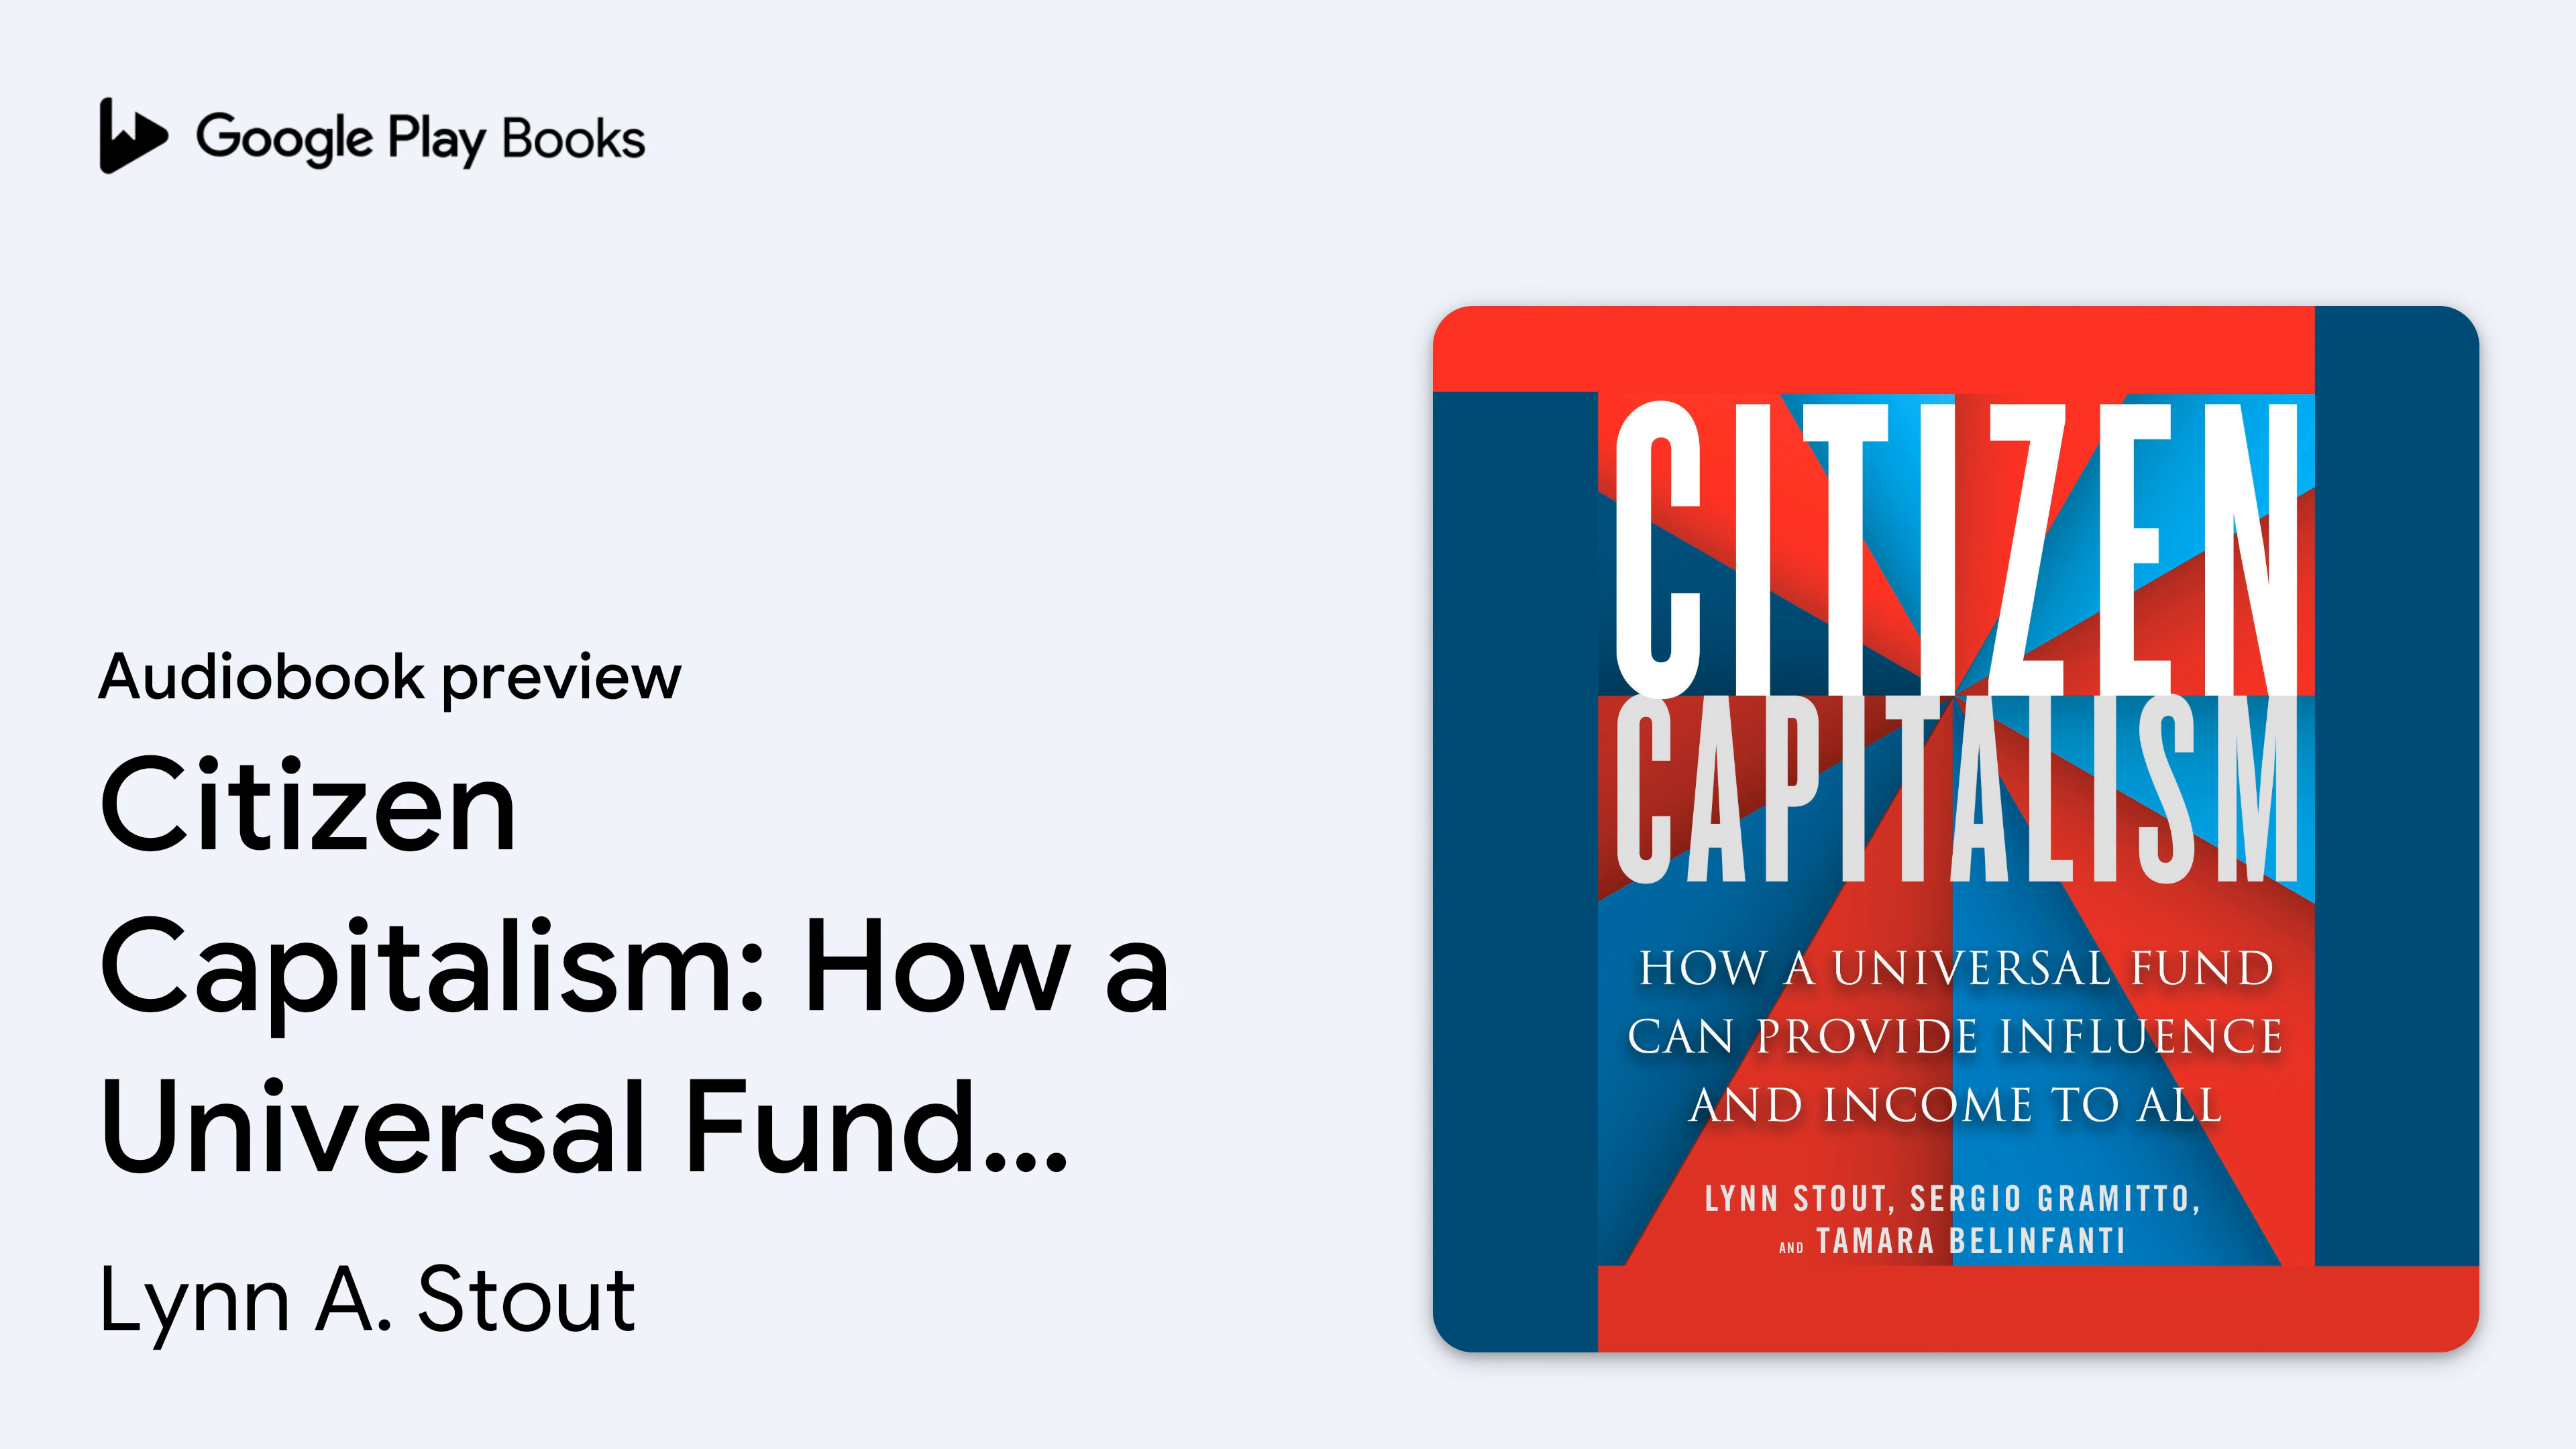 Google Play Books
Audiobook preview
Citizen
Capitalism: How a
Universal Fund...
Lynn A. Stout
CITIZEN
CAPITALISM
HOW A UNIVERSAL FUND
CAN PROVIDE INFLUENCE
AND INCOME TO ALL
LYNN STOUT, SERGIO GRAMITTO,
AND TAMARA BELINFANTI